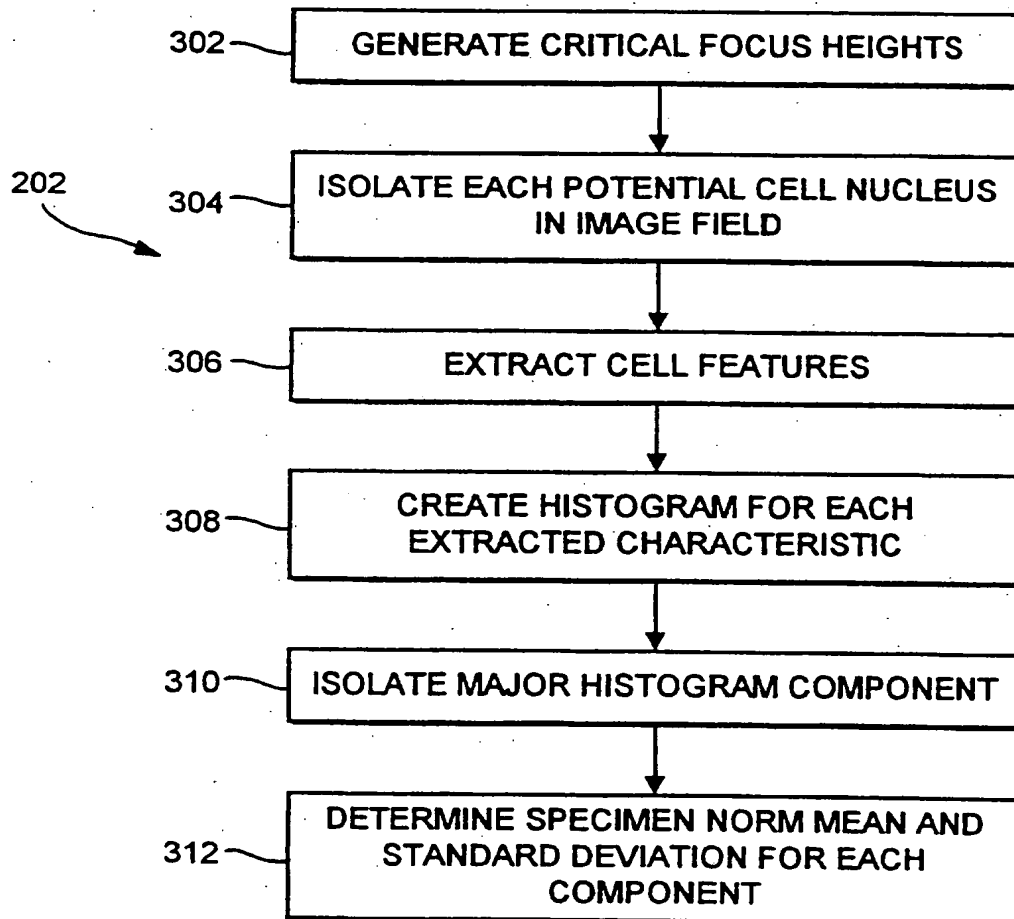 302
GENERATE CRITICAL FOCUS HEIGHTS
202
304
ISOLATE EACH POTENTIAL CELL NUCLEUS
IN IMAGE FIELD
306
EXTRACT CELL FEATURES
308
CREATE HISTOGRAM FOR EACH
EXTRACTED CHARACTERISTIC
310
ISOLATE MAJOR HISTOGRAM COMPONENT
312
DETERMINE SPECIMEN NORM MEAN AND
STANDARD DEVIATION FOR EACH
COMPONENT